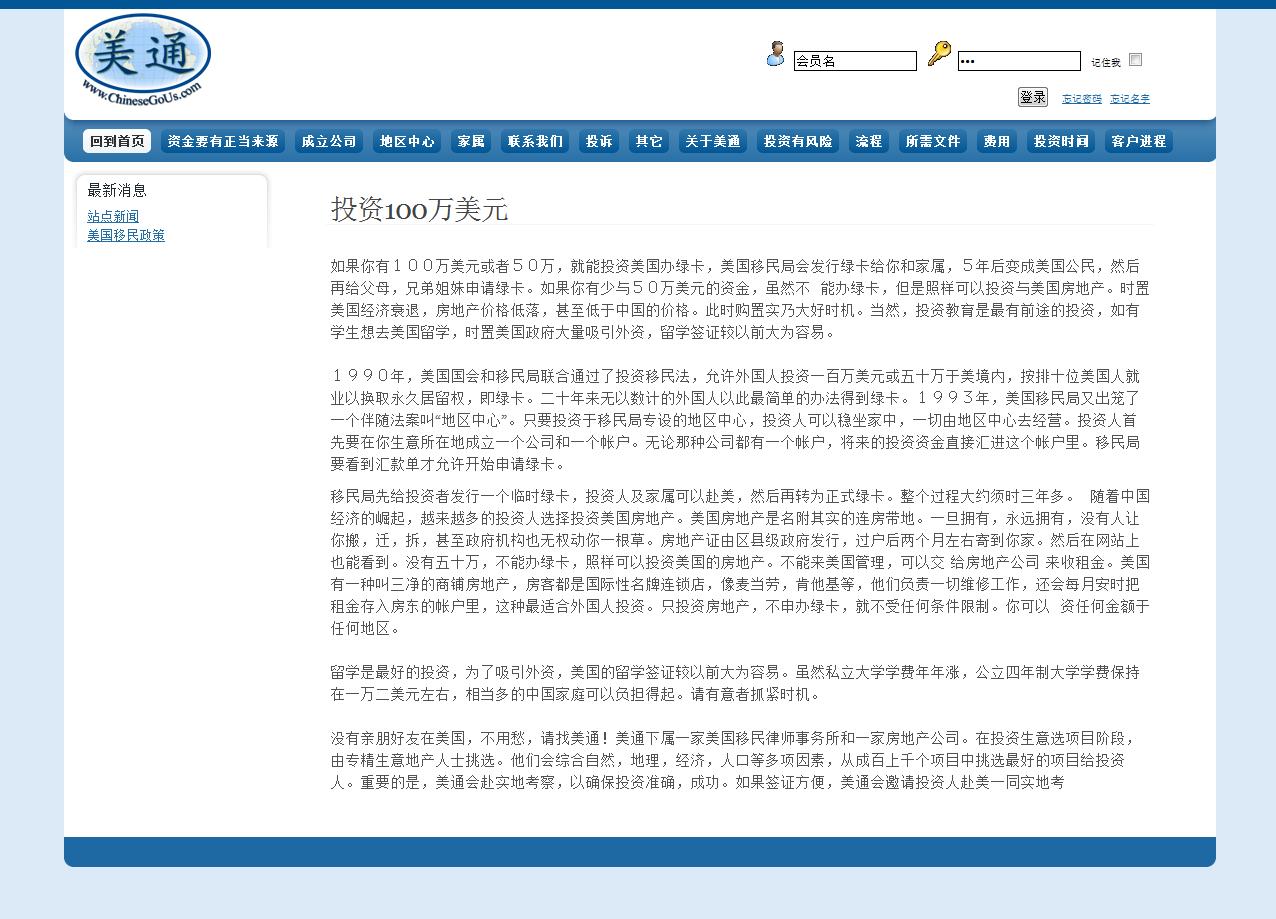 美通
www.ChineseGoUs.com
会员名 ••• 记住我
登录 忘记密码 忘记名字
回到首页 资金要有正当来源 成立公司 地区中心 家属 联系我们 投诉 其它 关于美通 投资有风险 流程 所需文件 费用 投资时间 客户进程
最新消息
站点新闻
美国移民政策
投资100万美元
如果你有１００万美元或者５０万，就能投资美国办绿卡，美国移民局会发行绿卡给你和家属，５年后变成美国公民，然后
再给父母，兄弟姐妹申请绿卡。如果你有少与５０万美元的资金，虽然不 能办绿卡，但是照样可以投资与美国房地产。时置
美国经济衰退，房地产价格低落，甚至低于中国的价格。此时购置实乃大好时机。当然，投资教育是最有前途的投资，如有
学生想去美国留学，时置美国政府大量吸引外资，留学签证较以前大为容易。
１９９０年，美国国会和移民局联合通过了投资移民法，允许外国人投资一百万美元或五十万于美境内，按排十位美国人就
业以换取永久居留权，即绿卡。二十年来无以数计的外国人以此最简单的办法得到绿卡。１９９３年，美国移民局又出笼了
一个伴随法案叫“地区中心”。只要投资于移民局专设的地区中心，投资人可以稳坐家中，一切由地区中心去经营。投资人首
先要在你生意所在地成立一个公司和一个帐户。无论那种公司都有一个帐户，将来的投资资金直接汇进这个帐户里。移民局
要看到汇款单才允许开始申请绿卡。
移民局先给投资者发行一个临时绿卡，投资人及家属可以赴美，然后再转为正式绿卡。整个过程大约须时三年多。 随着中国
经济的崛起，越来越多的投资人选择投资美国房地产。美国房地产是名附其实的连房带地。一旦拥有，永远拥有，没有人让
你搬，迁，拆，甚至政府机构也无权动你一根草。房地产证由区县级政府发行，过户后两个月左右寄到你家。然后在网站上
也能看到。没有五十万，不能办绿卡，照样可以投资美国的房地产。不能来美国管理，可以交 给房地产公司 来收租金。美国
有一种叫三净的商铺房地产，房客都是国际性名牌连锁店，像麦当劳，肯他基等，他们负责一切维修工作，还会每月安时把
租金存入房东的帐户里，这种最适合外国人投资。只投资房地产，不申办绿卡，就不受任何条件限制。你可以 资任何金额于
任何地区。
留学是最好的投资，为了吸引外资，美国的留学签证较以前大为容易。虽然私立大学学费年年涨，公立四年制大学学费保持
在一万二美元左右，相当多的中国家庭可以负担得起。请有意者抓紧时机。
没有亲朋好友在美国，不用愁，请找美通！美通下属一家美国移民律师事务所和一家房地产公司。在投资生意选项目阶段，
由专精生意地产人士挑选。他们会综合自然，地理，经济，人口等多项因素，从成百上千个项目中挑选最好的项目给投资
人。重要的是，美通会赴实地考察，以确保投资准确，成功。如果签证方便，美通会邀请投资人赴美一同实地考